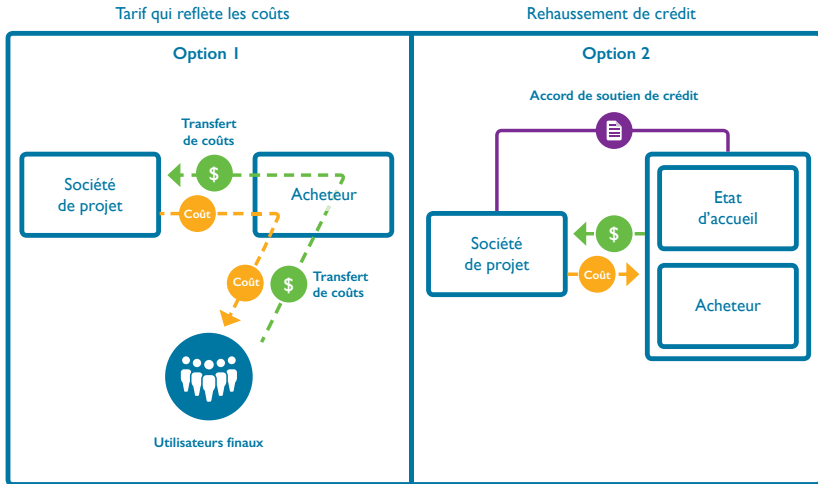 Tarif qui reflète les coûts
Rehaussement de crédit
Option 1
Transfert
de coûts
$
Société
de projet
Acheteur
Coût
Coût
$
Transfert
de coûts
Utilisateurs finaux
Option 2
Accord de soutien de crédit
Etat
d’accueil
Société
de projet
$
Coût
Acheteur